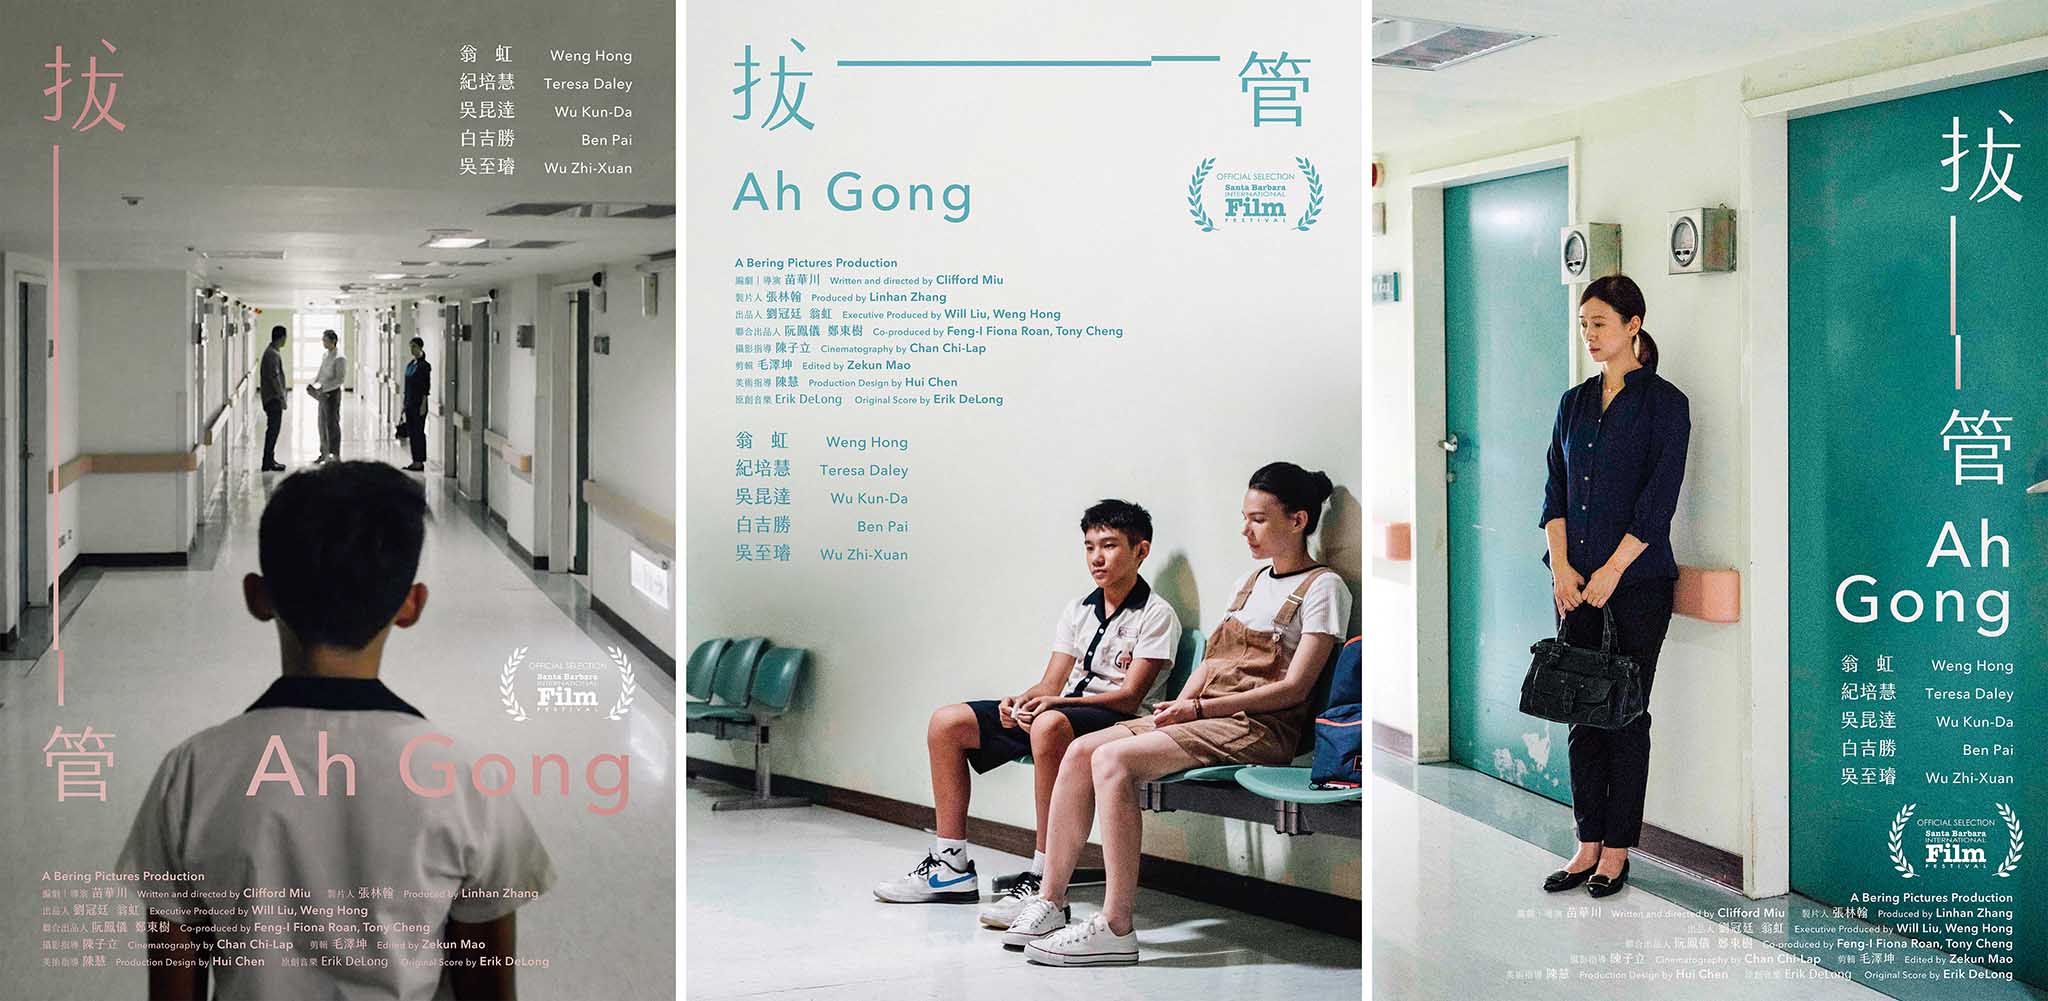 拔
管
翁 虹 Weng Hong
紀培慧 Teresa Daley
吳昆達 Wu Kun-Da
白吉勝 Ben Pai
吳至璿 Wu Zhi-Xuan
OFFICIAL SELECTION
Santa Barbara
INTERNATIONAL
Film
FESTIVAL
Ah Gong
A Bering Pictures Production
編劇｜導演 苗華川 Written and directed by Clifford Miu 製片人 張林翰 Produced by Linhan Zhang
出品人 劉冠廷 翁虹 Executive Produced by Will Liu, Weng Hong
聯合出品人 阮鳳儀 鄭東樹 Co-produced by Feng-I Fiona Roan, Tony Cheng
攝影指導 陳子立 Cinematography by Chan Chi-Lap 剪輯 毛澤坤 Edited by Zekun Mao
美術指導 陳慧 Production Design by Hui Chen 原創音樂 Erik DeLong Original Score by Erik DeLong
拔 管
Ah Gong
OFFICIAL SELECTION
Santa Barbara
INTERNATIONAL
Film
FESTIVAL
A Bering Pictures Production
編劇｜導演 苗華川 Written and directed by Clifford Miu
製片人 張林翰 Produced by Linhan Zhang
出品人 劉冠廷 翁虹 Executive Produced by Will Liu, Weng Hong
聯合出品人 阮鳳儀 鄭東樹 Co-produced by Feng-I Fiona Roan, Tony Cheng
攝影指導 陳子立 Cinematography by Chan Chi-Lap
剪輯 毛澤坤 Edited by Zekun Mao
美術指導 陳慧 Production Design by Hui Chen
原創音樂 Erik DeLong Original Score by Erik DeLong
翁 虹 Weng Hong
紀培慧 Teresa Daley
吳昆達 Wu Kun-Da
白吉勝 Ben Pai
吳至璿 Wu Zhi-Xuan
拔
管
Ah
Gong
翁 虹 Weng Hong
紀培慧 Teresa Daley
吳昆達 Wu Kun-Da
白吉勝 Ben Pai
吳至璿 Wu Zhi-Xuan
OFFICIAL SELECTION
Santa Barbara
INTERNATIONAL
Film
FESTIVAL
A Bering Pictures Production
編劇｜導演 苗華川 Written and directed by Clifford Miu 製片人 張林翰 Produced by Linhan Zhang
出品人 劉冠廷 翁虹 Executive Produced by Will Liu, Weng Hong
聯合出品人 阮鳳儀 鄭東樹 Co-produced by Feng-I Fiona Roan, Tony Cheng
攝影指導 陳子立 Cinematography by Chan Chi-Lap 剪輯 毛澤坤 Edited by Zekun Mao
美術指導 陳慧 Production Design by Hui Chen 原創音樂 Erik DeLong Original Score by Erik DeLong